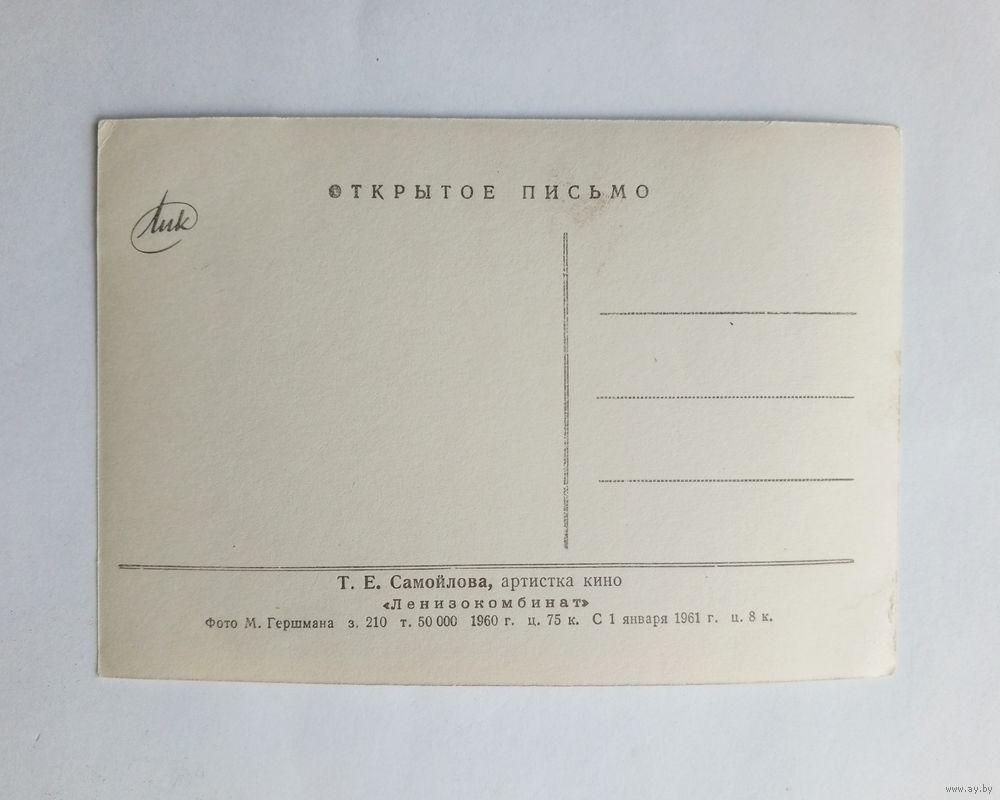 ОТКРЫТОЕ ПИСЬМО
Лик
Т. Е. Самойлова, артистка кино
«Ленизокомбинат»
Фото М. Гершмана з. 210 т. 50 000 1960 г. ц. 75 к. С 1 января 1961 г. ц. 8 к.
www.ay.by